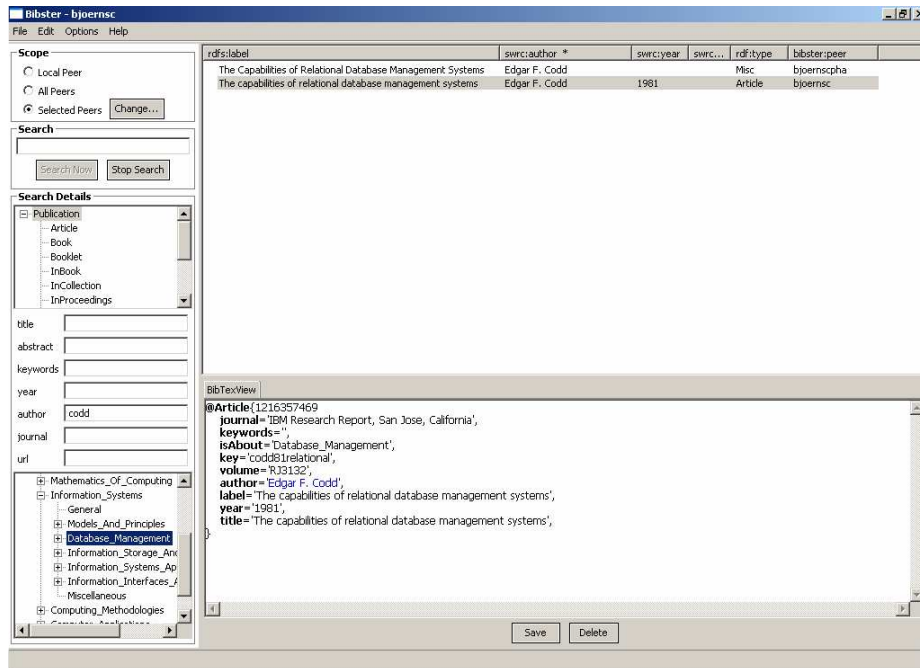 Bibster - bjoernsc
File Edit Options Help
Scope
Local Peer
All Peers
Selected Peers Change...
Search
Search Now Stop Search
Search Details
Publication
Article
Book
Booklet
InBook
InCollection
InProceedings
title
abstract
keywords
year
author codd
journal
url
Mathematics_Of_Computing
Information_Systems
General
Models_And_Principles
Database_Management
Information_Storage_And
Information_Systems_Ap
Information_Interfaces_A
Miscellaneous
Computing_Methodologies
Computer_Applications
rdfs:label swrc:author * swrc:year swrc... rdf:type bibster:peer
The Capabilities of Relational Database Management Systems Edgar F. Codd Misc bjoernscpha
The capabilities of relational database management systems Edgar F. Codd 1981 Article bjoernsc
BibTexView
@Article{1216357469
journal='IBM Research Report, San Jose, California',
keywords='',
isAbout='Database_Management',
key='codd81relational',
volume='RJ3132',
author='Edgar F. Codd',
label='The capabilities of relational database management systems',
year='1981',
title='The capabilities of relational database management systems',
}
Save Delete